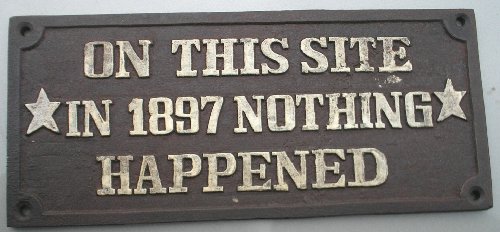 ON THIS SITE
IN 1897 NOTHING
HAPPENED